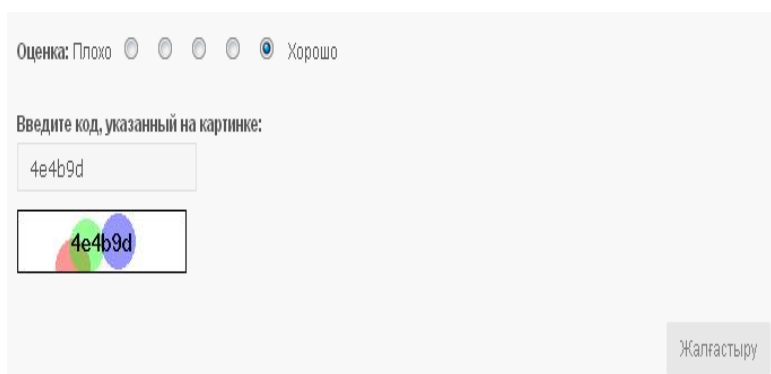 Оценка: Плохо Хорошо
Введите код, указанный на картинке:
4e4b9d
4e4b9d
Жалғастыру